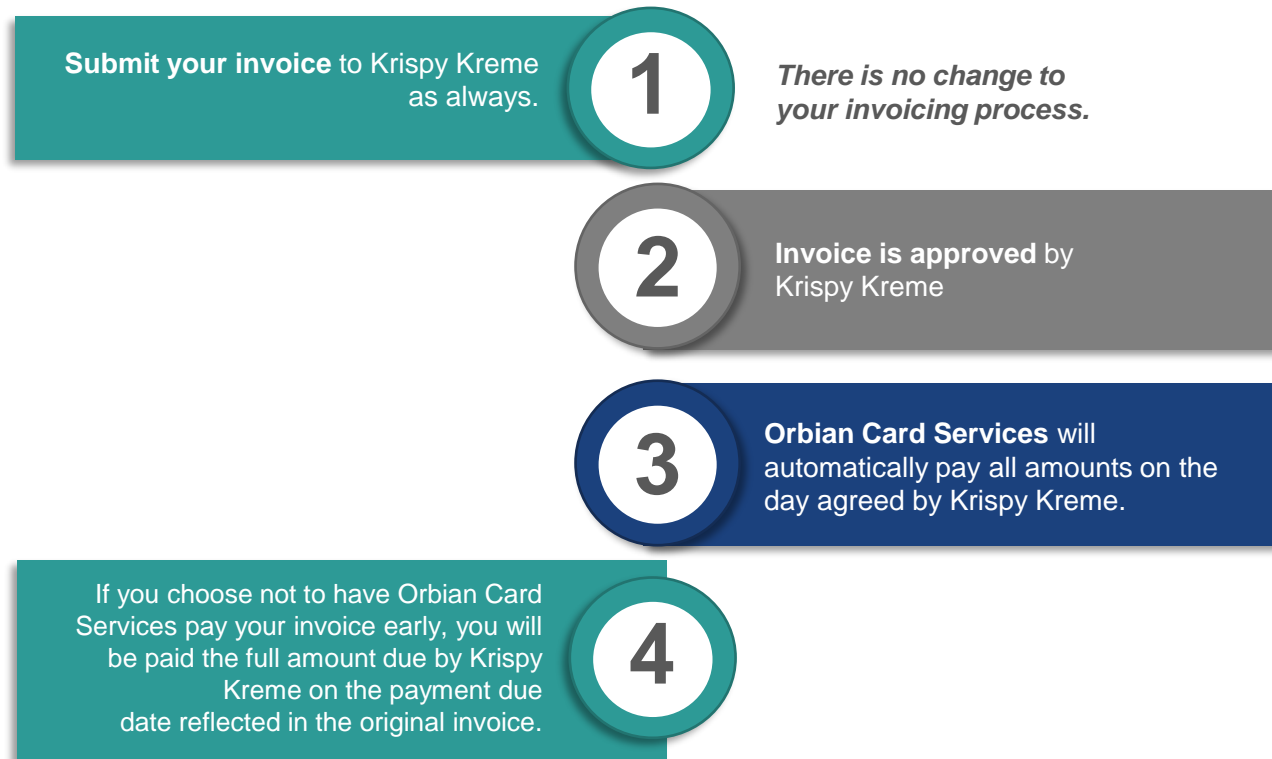 Submit your invoice to Krispy Kreme
as always.
1
There is no change to
your invoicing process.
2
Invoice is approved by
Krispy Kreme
3
Orbian Card Services will
automatically pay all amounts on the
day agreed by Krispy Kreme.
If you choose not to have Orbian Card
Services pay your invoice early, you will
be paid the full amount due by Krispy
Kreme on the payment due
date reflected in the original invoice.
4